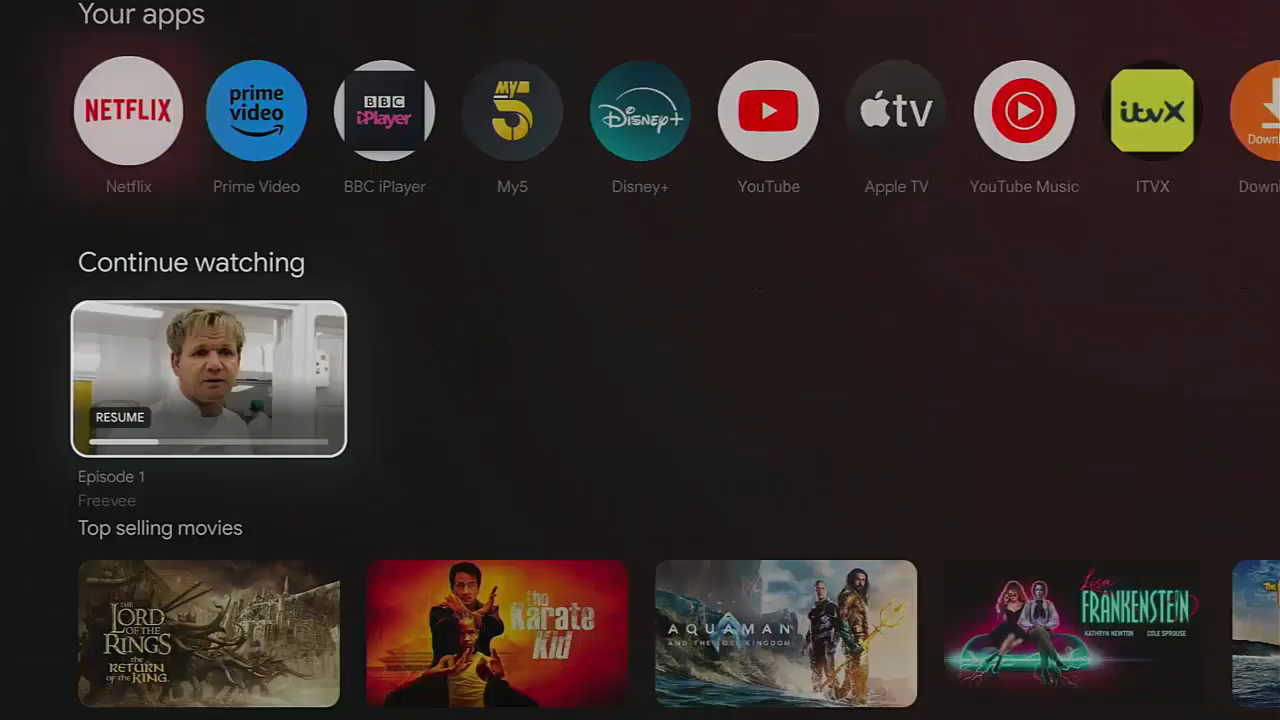 Your apps
NETFLIX
prime video
BBC iPlayer
MY5
Disney+
tv
itvX
Netflix
Prime Video
BBC iPlayer
My5
Disney+
YouTube
Apple TV
YouTube Music
ITVX
Continue watching
RESUME
Episode 1
Freevee
Top selling movies
THE LORD OF THE RINGS
THE RETURN OF THE KING
the Karate Kid
AQUAMAN
AND THE LOST KINGDOM
Lisa FRANKENSTEIN
KATHRYN NEWTON COLE SPROUSE